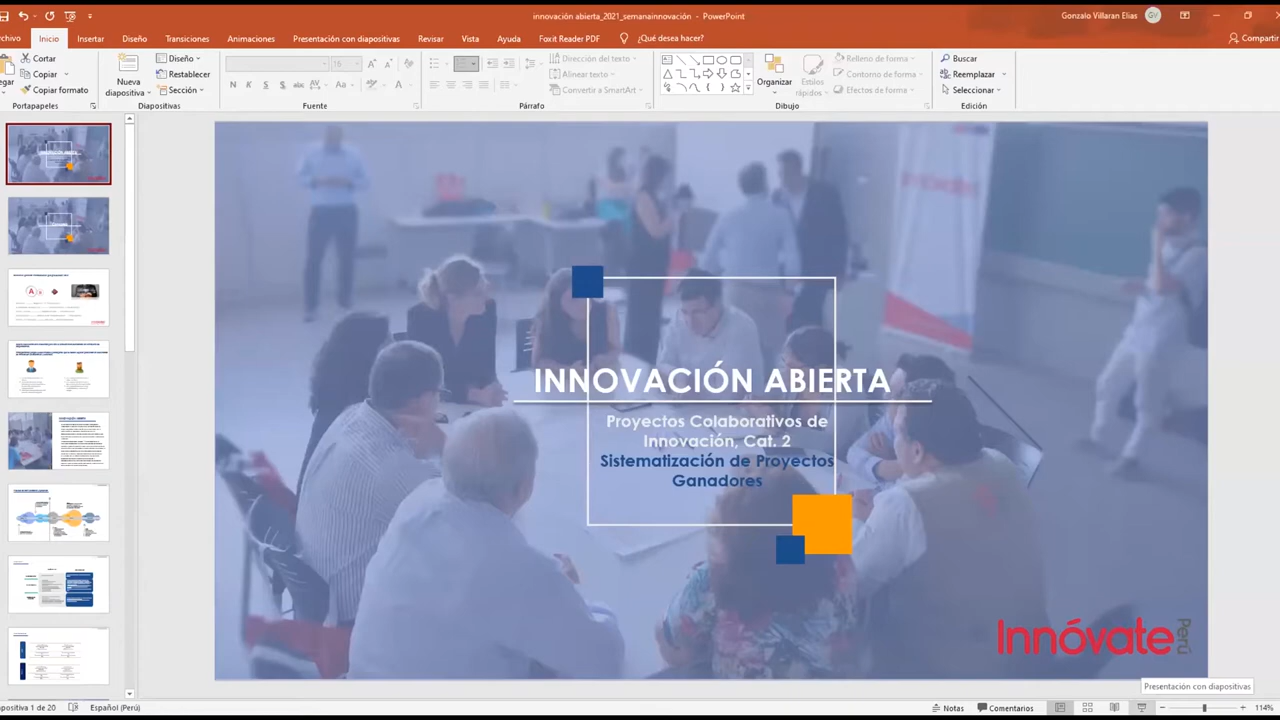 innovación abierta_2021_semanainnovación - PowerPoint
Gonzalo Villaran Elias
GV
Inicio
Insertar
Diseño
Transiciones
Animaciones
Presentación con diapositivas
Revisar
Vista
Ayuda
Foxit Reader PDF
¿Qué desea hacer?
Compartir
Cortar
Copiar
Copiar formato
Portapapeles
Nueva
diapositiva
Diseño
Restablecer
Sección
Diapositivas
Fuente
Dirección del texto
Alinear texto
Convertir a SmartArt
Párrafo
Organizar
Estilos
rápidos
Relleno de forma
Contorno de forma
Efectos de forma
Dibujo
Buscar
Reemplazar
Seleccionar
Edición
INNOVACIÓN ABIERTA
Proyectos Colaborativos de
Innovación, Cat. 2
Sistematización de Proyectos
Ganadores
Innóvate Perú
Presentación con diapositivas
apositiva 1 de 20
Español (Perú)
Notas
Comentarios
114%